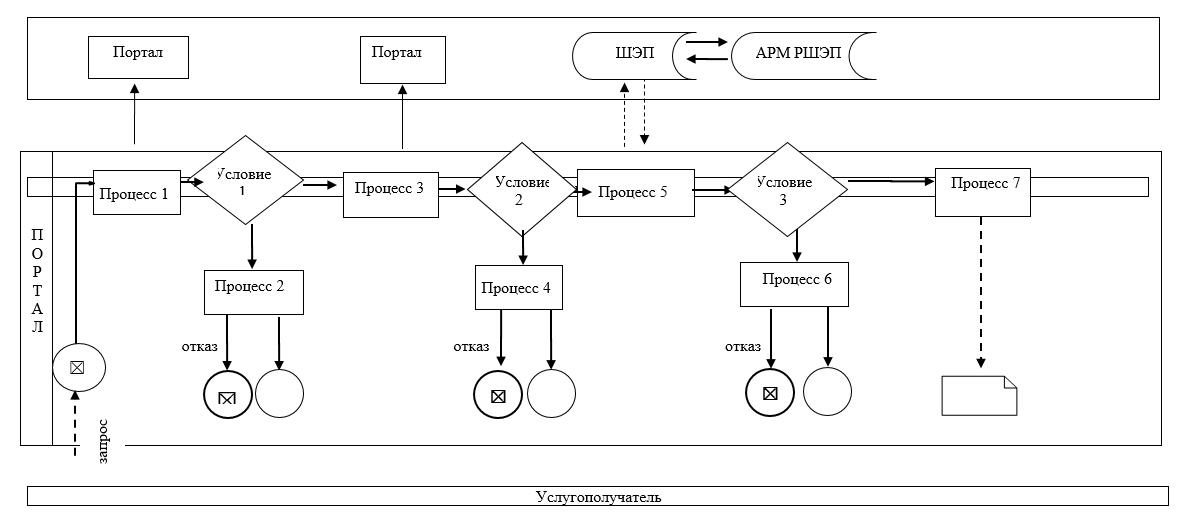 Портал
Портал
ШЭП
АРМ РШЭП
ПОРТАЛ
Процесс 1
Условие
1
Процесс 3
Условие
2
Процесс 5
Условие
3
Процесс 7
Процесс 2
Процесс 4
Процесс 6
отказ
отказ
отказ
запрос
Услугополучатель